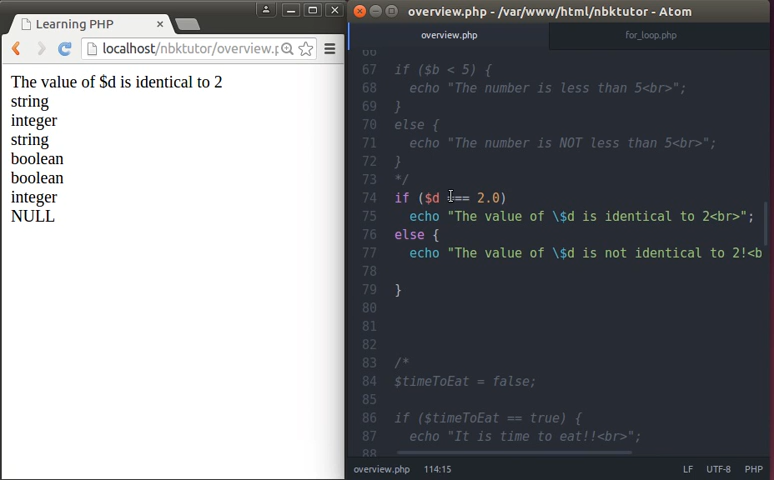 Learning PHP
localhost/nbktutor/overview.p
The value of $d is identical to 2
string
integer
string
boolean
boolean
integer
NULL
overview.php - /var/www/html/nbktutor - Atom
overview.php
for_loop.php
66
67 if ($b < 5) {
68 echo "The number is less than 5<br>";
69 }
70 else {
71 echo "The number is NOT less than 5<br>";
72 }
73 */
74 if ($d === 2.0)
75 echo "The value of \$d is identical to 2<br>";
76 else {
77 echo "The value of \$d is not identical to 2!<b
78
79 }
80
81
82
83 /*
84 $timeToEat = false;
85
86 if ($timeToEat == true) {
87 echo "It is time to eat!!<br>";
88
overview.php 114:15 LF UTF-8 PHP